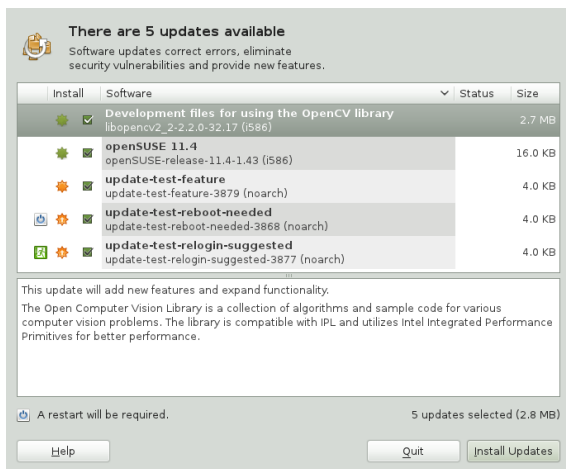 There are 5 updates available
Software updates correct errors, eliminate
security vulnerabilities and provide new features.
Install Software Status Size
Development files for using the OpenCV library
libopencv2_2-2.2.0-32.17 (i586)
2.7 MB
openSUSE 11.4
openSUSE-release-11.4-1.43 (i586)
16.0 KB
update-test-feature
update-test-feature-3879 (noarch)
4.0 KB
update-test-reboot-needed
update-test-reboot-needed-3868 (noarch)
4.0 KB
update-test-relogin-suggested
update-test-relogin-suggested-3877 (noarch)
4.0 KB
This update will add new features and expand functionality.
The Open Computer Vision Library is a collection of algorithms and sample code for various
computer vision problems. The library is compatible with IPL and utilizes Intel Integrated Performance
Primitives for better performance.
A restart will be required. 5 updates selected (2.8 MB)
Help Quit Install Updates